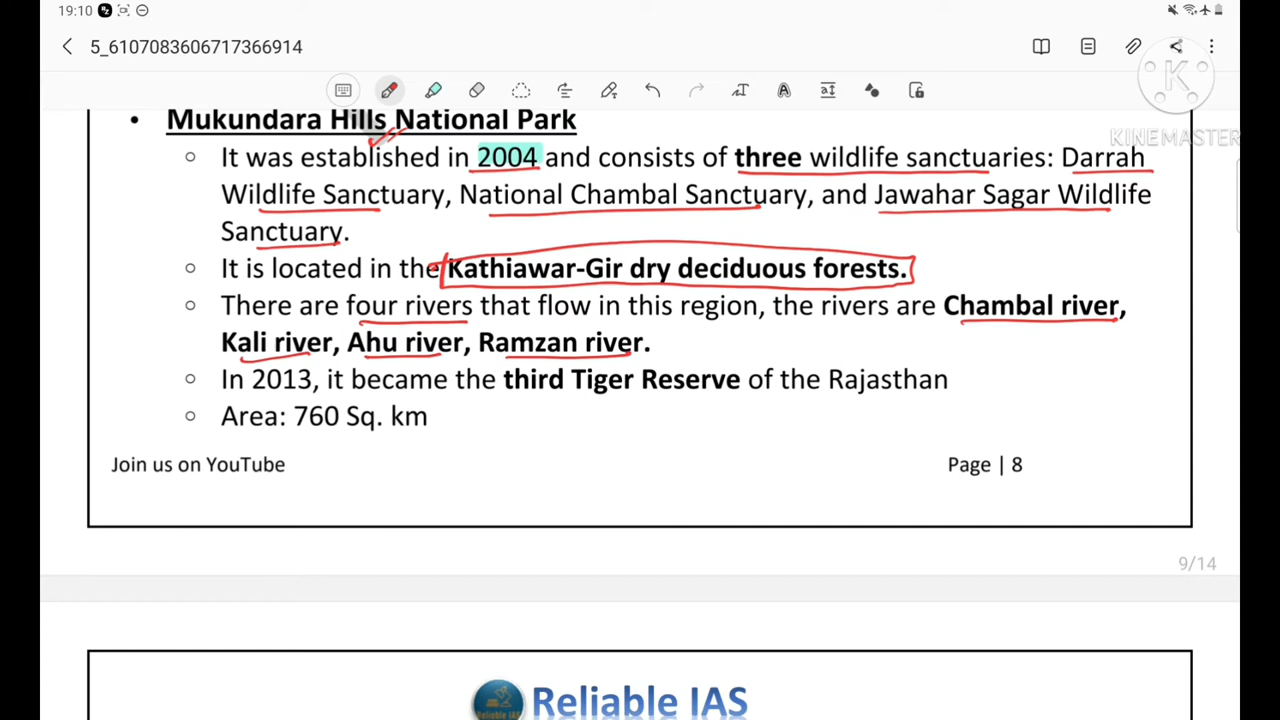 19:10
5_6107083606717366914
K
KINEMASTER
• Mukundara Hills National Park
○ It was established in 2004 and consists of three wildlife sanctuaries: Darrah
Wildlife Sanctuary, National Chambal Sanctuary, and Jawahar Sagar Wildlife
Sanctuary.
○ It is located in the Kathiawar-Gir dry deciduous forests.
○ There are four rivers that flow in this region, the rivers are Chambal river,
Kali river, Ahu river, Ramzan river.
○ In 2013, it became the third Tiger Reserve of the Rajasthan
○ Area: 760 Sq. km
Join us on YouTube Page | 8
9/14
Reliable IAS
Reliable IAS